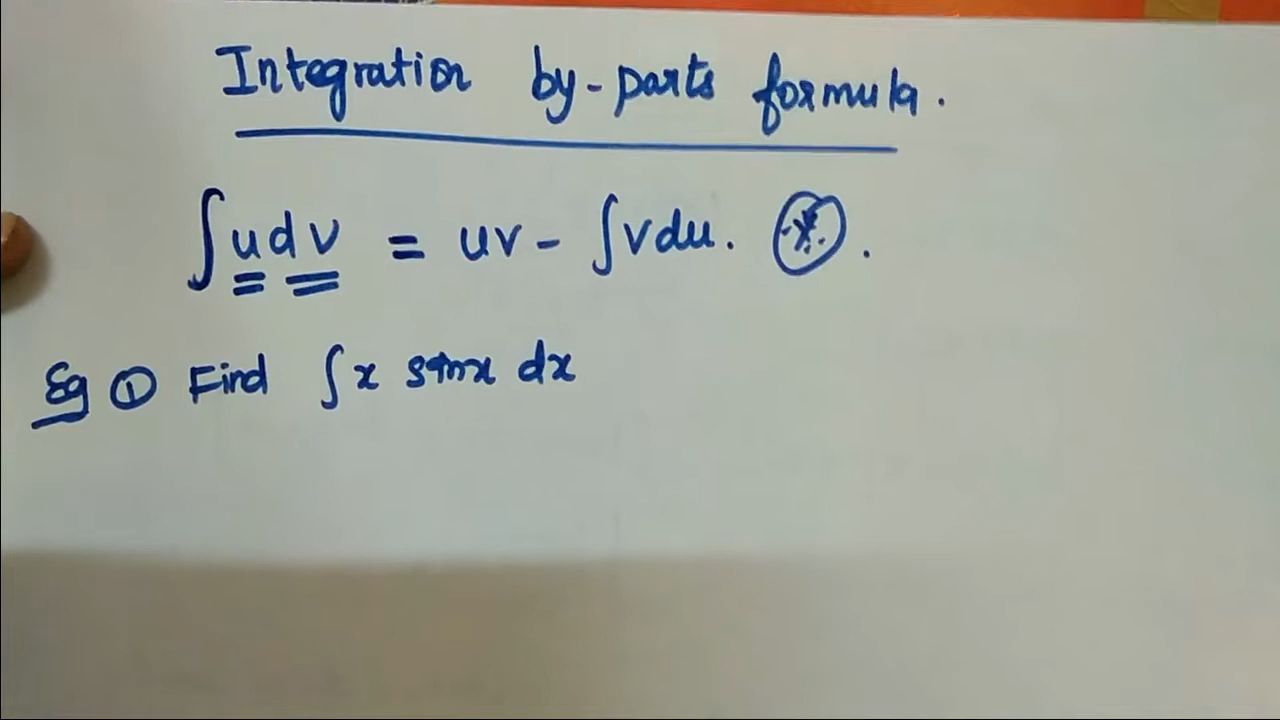 Integration by-parts formula.
∫udv = uv - ∫vdu. *.
Eg ① Find ∫x sinx dx